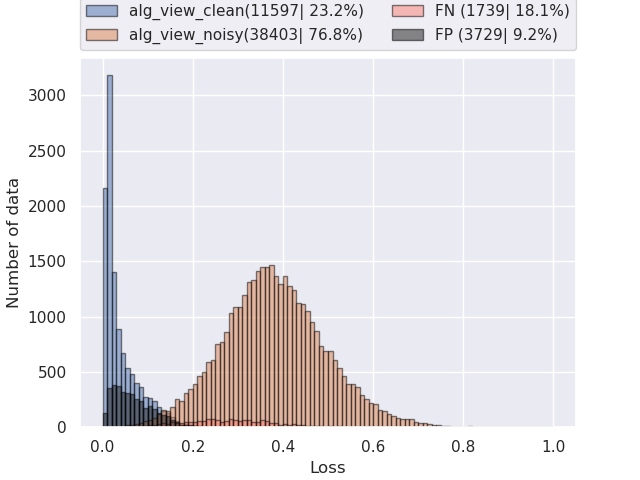 alg_view_clean(11597| 23.2%)
FN (1739| 18.1%)
alg_view_noisy(38403| 76.8%)
FP (3729| 9.2%)
3000
2500
2000
1500
1000
500
0
Number of data
0.0 0.2 0.4 0.6 0.8 1.0
Loss